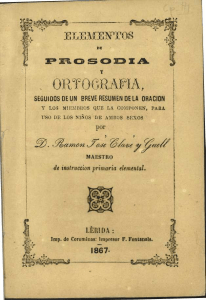 ELEMENTOS
DE
PROSODIA
Y
ORTOGRAFIA,
SEGUIDOS DE UN BREVE RESUMEN DE LA ORACION
Y LOS MIEMBROS QUE LA COMPONEN, PARA
USO DE LOS NIÑOS DE AMBOS SEXOS
por
D. Ramon José Clará y Guell
MAESTRO
de instruccion primaria elemental.
LÉRIDA:
Imp. de Corominas: Impresor F. Fontanals.
1867